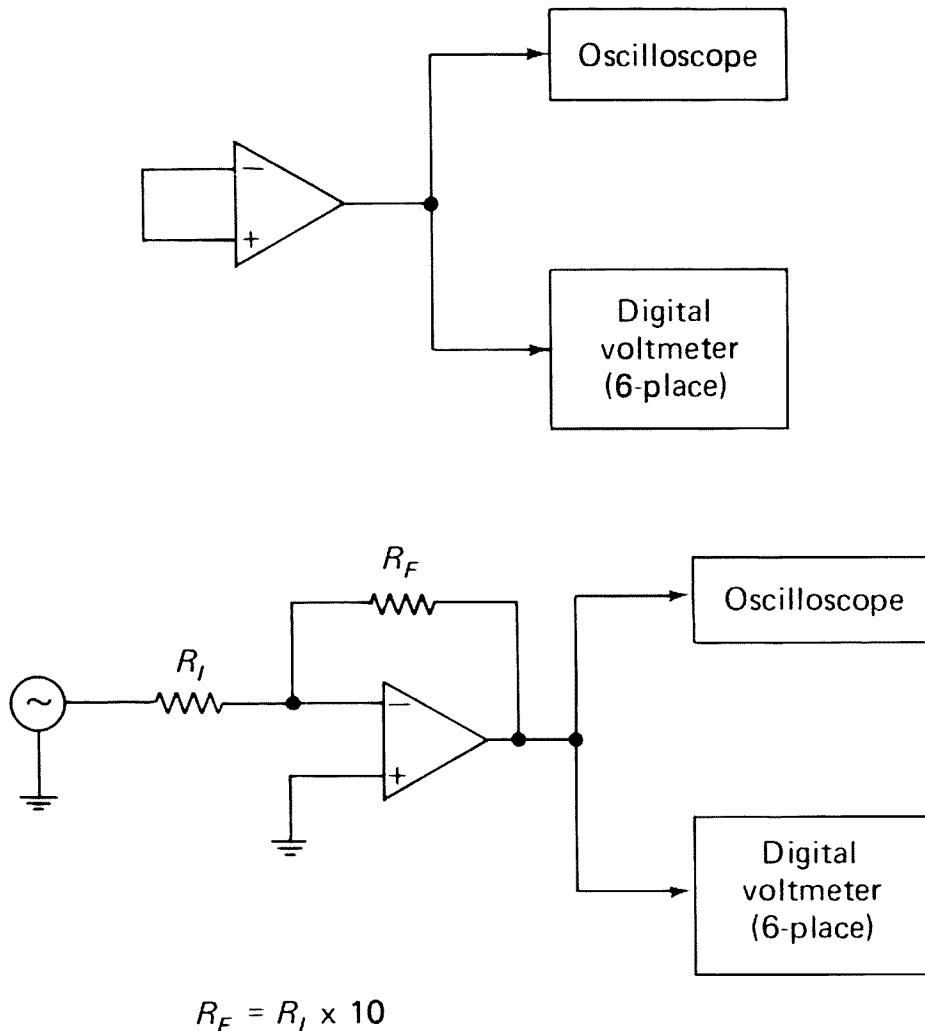 Oscilloscope
−
+
Digital
voltmeter
(6-place)
R_F
R_I
Oscilloscope
~
−
+
Digital
voltmeter
(6-place)
R_F = R_I x 10